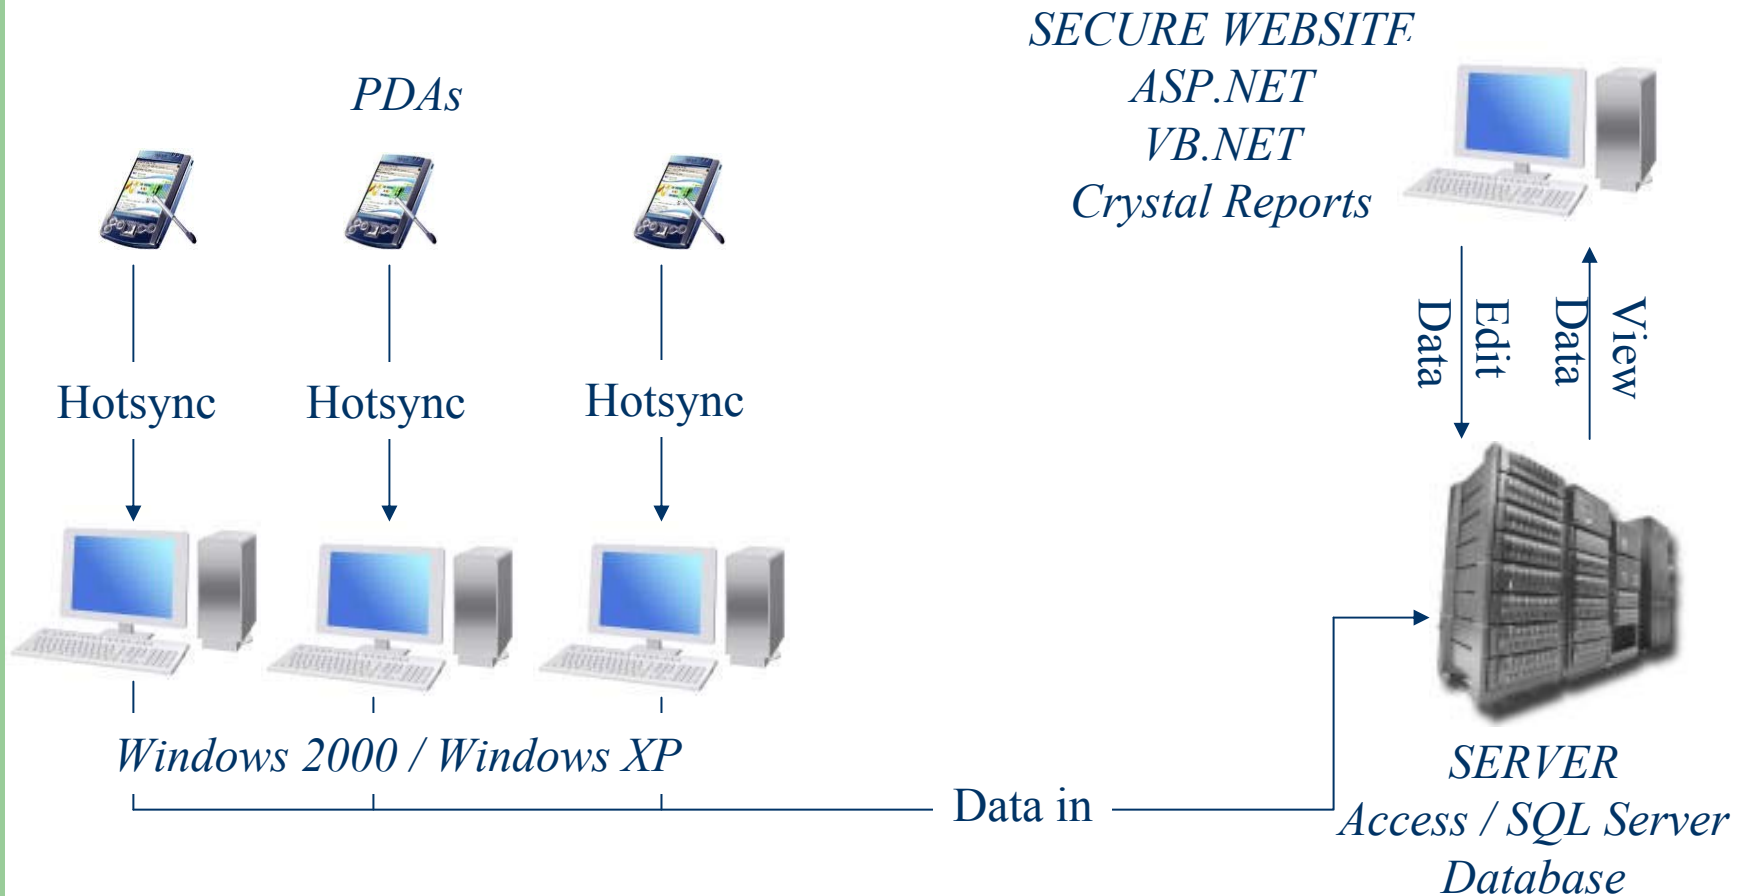 PDAs
SECURE WEBSITE
ASP.NET
VB.NET
Crystal Reports
Hotsync
Hotsync
Hotsync
Edit
Data
View
Data
Windows 2000 / Windows XP
Data in
SERVER
Access / SQL Server
Database